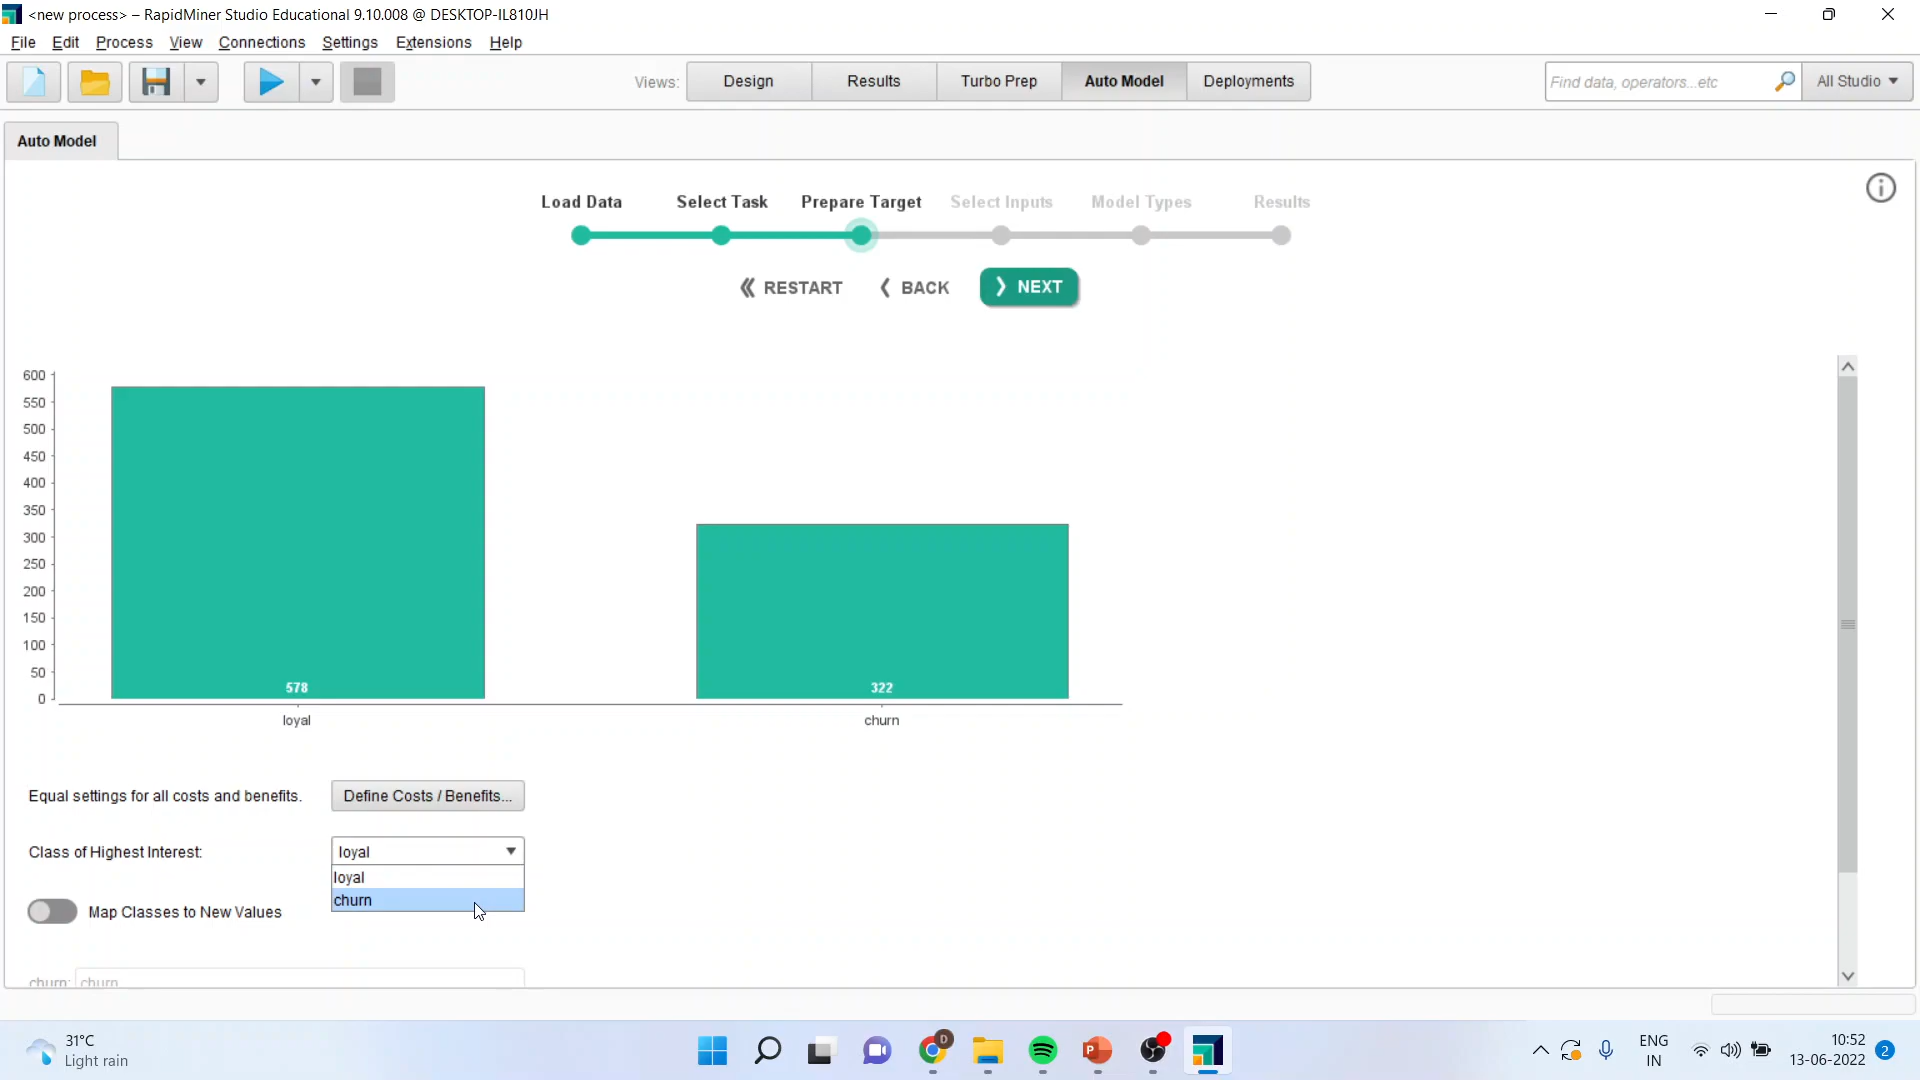 <new process> – RapidMiner Studio Educational 9.10.008 @ DESKTOP-IL810JH
File Edit Process View Connections Settings Extensions Help
Views: Design Results Turbo Prep Auto Model Deployments Find data, operators...etc All Studio
Auto Model
Load Data Select Task Prepare Target Select Inputs Model Types Results
RESTART BACK NEXT
600
550
500
450
400
350
300
250
200
150
100
50
0
578 322
loyal churn
Equal settings for all costs and benefits. Define Costs / Benefits...
Class of Highest Interest: loyal
loyal
churn
Map Classes to New Values
churn: churn
31°C
Light rain
ENG
IN
10:52
13-06-2022
2
D
P